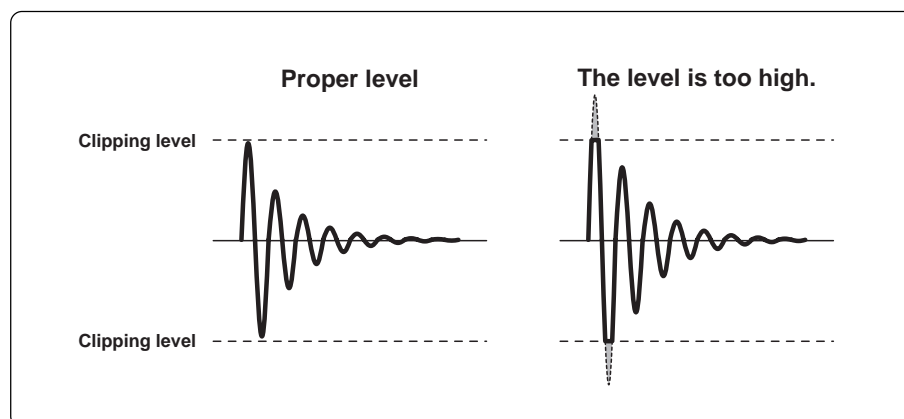 Proper level
The level is too high.
Clipping level
Clipping level